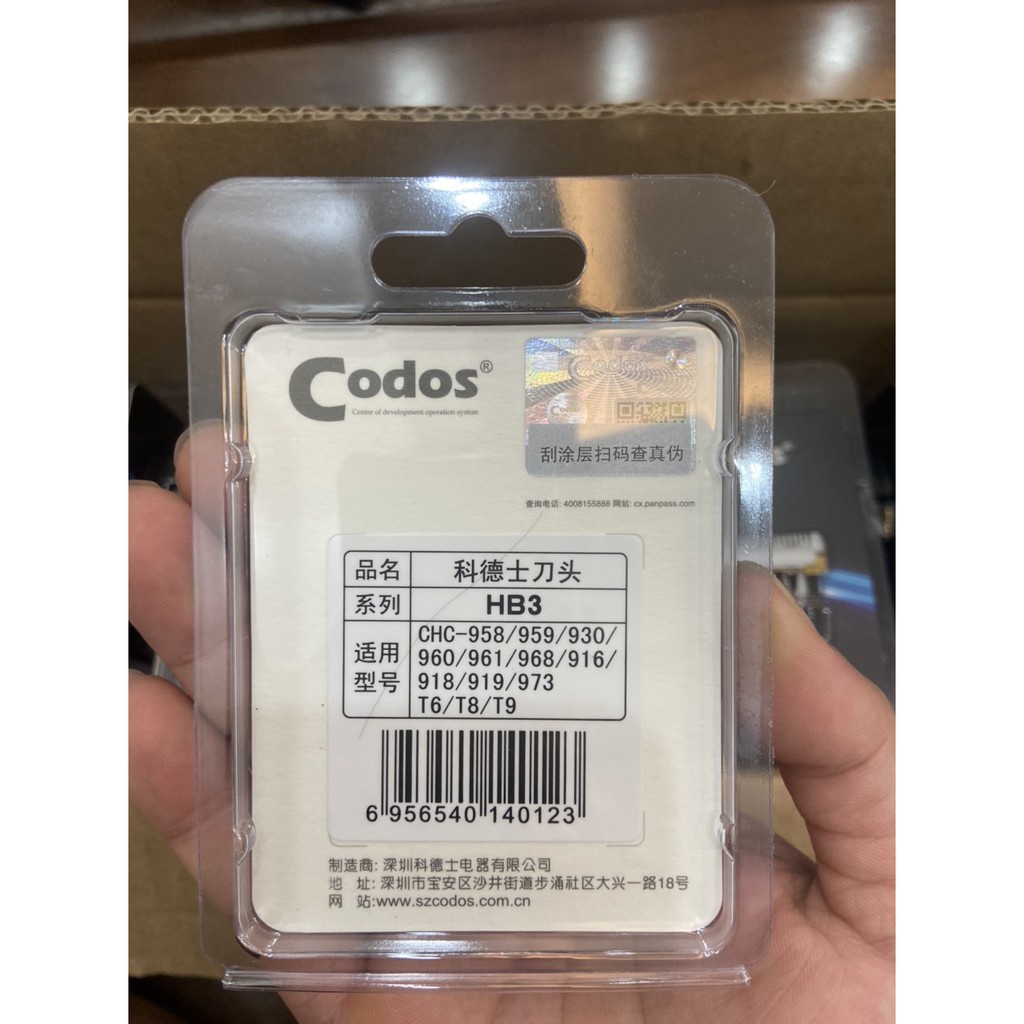 Codos®
Center of development operation system
Codos
刮涂层扫码查真伪
查询电话: 4008155888 网站: cx.panpass.com
品名 科德士刀头
系列 HB3
适用型号 CHC-958/959/930/
960/961/968/916/
918/919/973
T6/T8/T9
6 956540 140123
制造商: 深圳科德士电器有限公司
地 址: 深圳市宝安区沙井街道步涌社区大兴一路18号
网 站:www.szcodos.com.cn